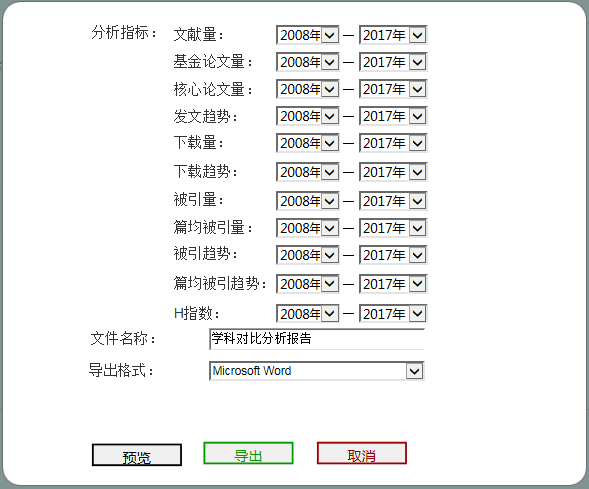 分析指标： 文献量： 2008年 — 2017年
基金论文量： 2008年 — 2017年
核心论文量： 2008年 — 2017年
发文趋势： 2008年 — 2017年
下载量： 2008年 — 2017年
下载趋势： 2008年 — 2017年
被引量： 2008年 — 2017年
篇均被引量： 2008年 — 2017年
被引趋势： 2008年 — 2017年
篇均被引趋势： 2008年 — 2017年
H指数： 2008年 — 2017年
文件名称： 学科对比分析报告
导出格式： Microsoft Word
预览 导出 取消